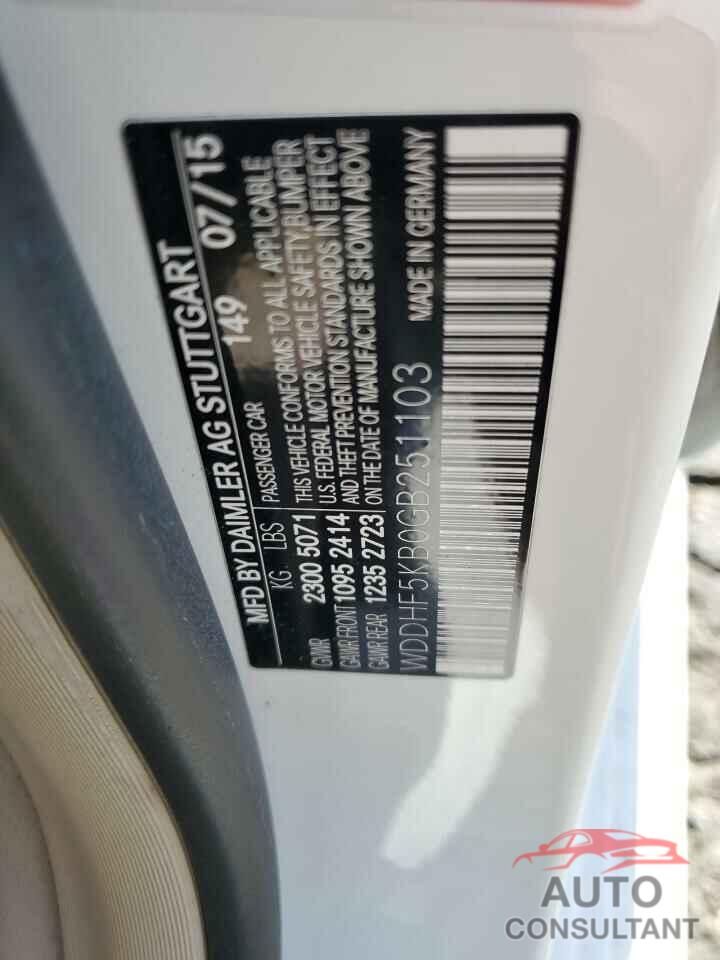 MFD BY DAIMLER AG STUTTGART
149 07/15
KG LBS PASSENGER CAR
GVWR 2300 5071 THIS VEHICLE CONFORMS TO ALL APPLICABLE
U.S. FEDERAL MOTOR VEHICLE SAFETY, BUMPER
GAWR FRONT 1095 2414 AND THEFT PREVENTION STANDARDS IN EFFECT
GAWR REAR 1235 2723 ON THE DATE OF MANUFACTURE SHOWN ABOVE
WDDHF5KB0GB251103 MADE IN GERMANY
AUTO
CONSULTANT